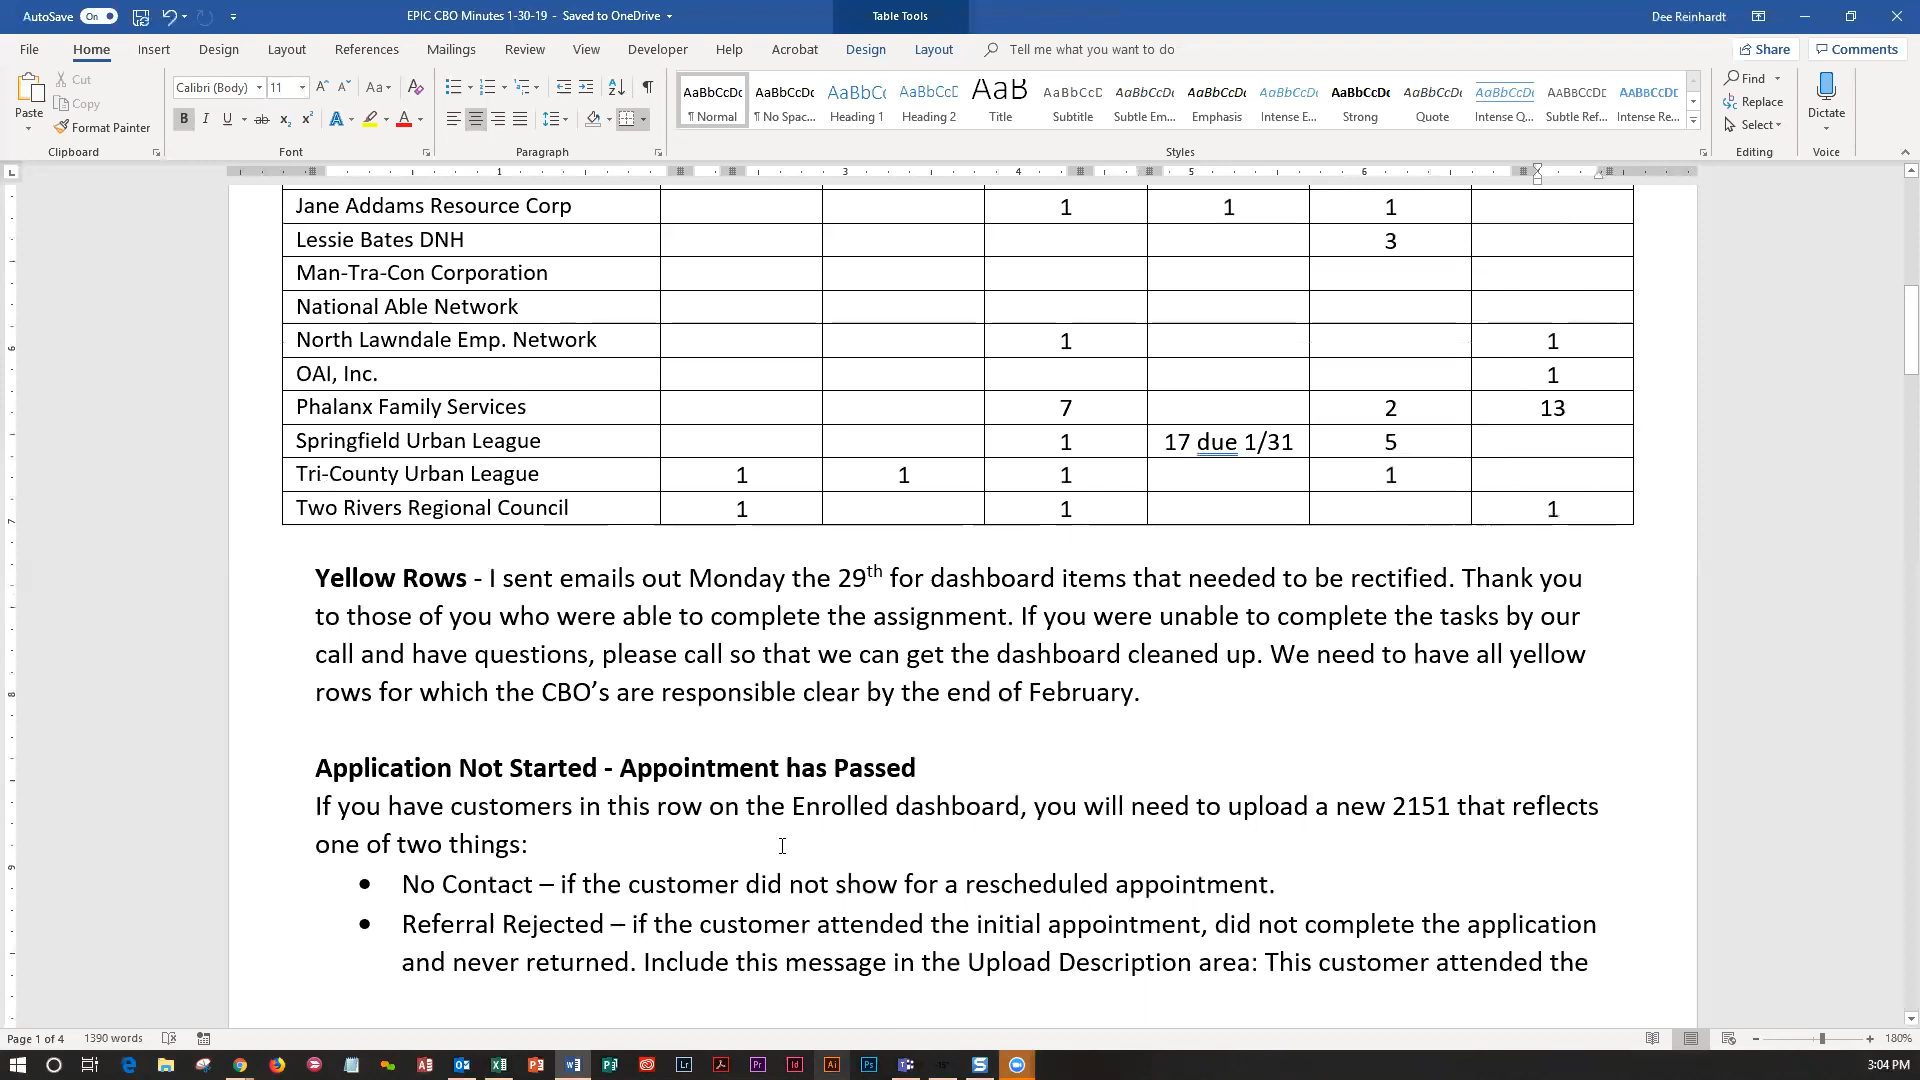 AutoSave On EPIC CBO Minutes 1-30-19 - Saved to OneDrive Table Tools Dee Reinhardt
File Home Insert Design Layout References Mailings Review View Developer Help Acrobat Design Layout Tell me what you want to do Share Comments
Paste Cut Copy Format Painter
Calibri (Body) 11
AaBbCcDc AaBbCcDc AaBbCc AaBbCcD AaB AaBbCcD AaBbCcDc AaBbCcDc AaBbCcDc AaBbCcDc AaBbCcDc AaBbCcDc AABBCCDD AABBCCDE
¶ Normal ¶ No Spac... Heading 1 Heading 2 Title Subtitle Subtle Em... Emphasis Intense E... Strong Quote Intense Q... Subtle Ref... Intense Re...
Find Replace Select Dictate
Clipboard Font Paragraph Styles Editing Voice
1 3 4 5 6
Jane Addams Resource Corp 1 1 1
Lessie Bates DNH 3
Man-Tra-Con Corporation
National Able Network
North Lawndale Emp. Network 1 1
OAI, Inc. 1
Phalanx Family Services 7 2 13
Springfield Urban League 1 17 due 1/31 5
Tri-County Urban League 1 1 1 1
Two Rivers Regional Council 1 1 1
Yellow Rows - I sent emails out Monday the 29th for dashboard items that needed to be rectified. Thank you
to those of you who were able to complete the assignment. If you were unable to complete the tasks by our
call and have questions, please call so that we can get the dashboard cleaned up. We need to have all yellow
rows for which the CBO’s are responsible clear by the end of February.
Application Not Started - Appointment has Passed
If you have customers in this row on the Enrolled dashboard, you will need to upload a new 2151 that reflects
one of two things:
• No Contact – if the customer did not show for a rescheduled appointment.
• Referral Rejected – if the customer attended the initial appointment, did not complete the application
and never returned. Include this message in the Upload Description area: This customer attended the
Page 1 of 4 1390 words 180%
3:04 PM